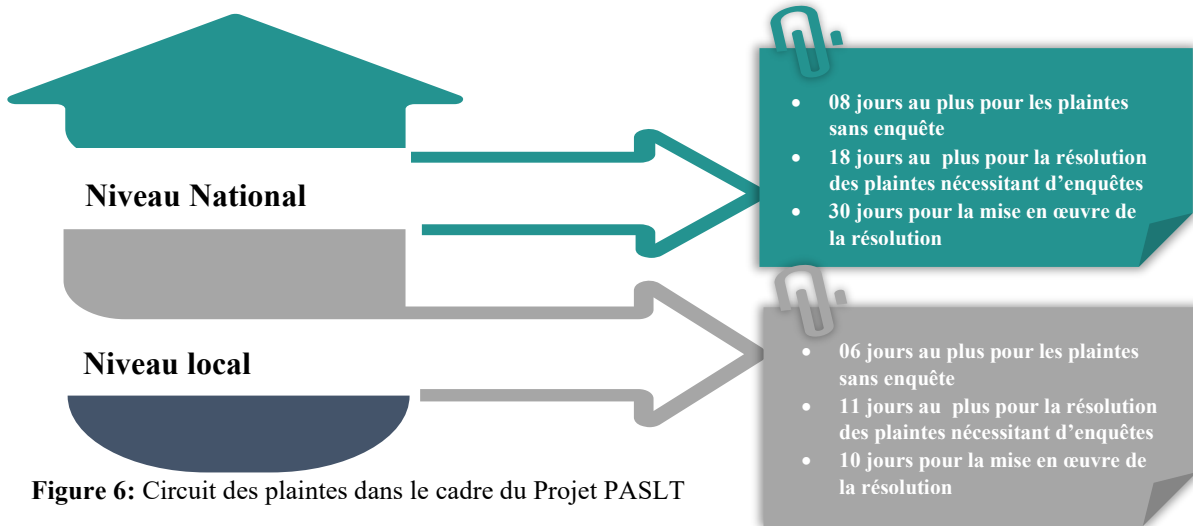 Niveau National
• 08 jours au plus pour les plaintes
sans enquête
• 18 jours au plus pour la résolution
des plaintes nécessitant d’enquêtes
• 30 jours pour la mise en œuvre de
la résolution
Niveau local
• 06 jours au plus pour les plaintes
sans enquête
• 11 jours au plus pour la résolution
des plaintes nécessitant d’enquêtes
• 10 jours pour la mise en œuvre de
la résolution
Figure 6: Circuit des plaintes dans le cadre du Projet PASLT